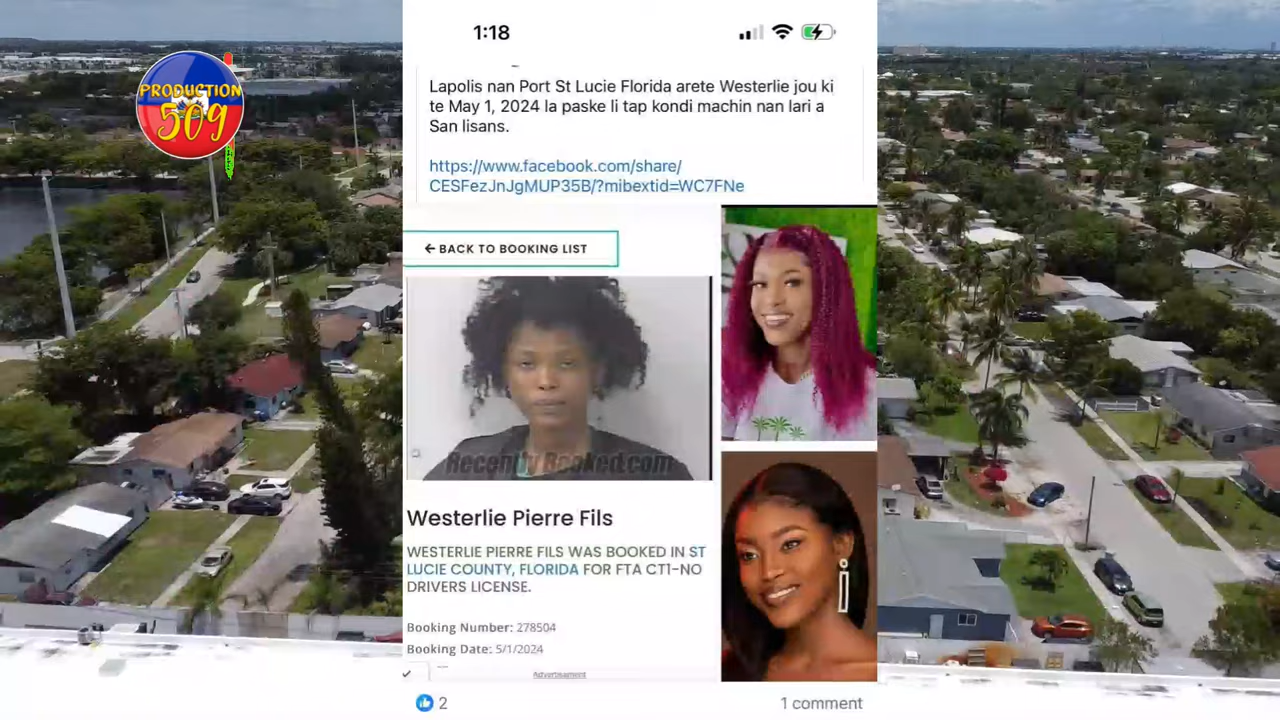 1:18
PRODUCTION
509
Lapolis nan Port St Lucie Florida arete Westerlie jou ki
te May 1, 2024 la paske li tap kondi machin nan lari a
San lisans.
https://www.facebook.com/share/
CESFezJnJgMUP35B/?mibextid=WC7FNe
← BACK TO BOOKING LIST
Recently Booked.com
Westerlie Pierre Fils
WESTERLIE PIERRE FILS WAS BOOKED IN ST
LUCIE COUNTY, FLORIDA FOR FTA CT1-NO
DRIVERS LICENSE.
Booking Number: 278504
Booking Date: 5/1/2024
Advertisement
2
1 comment